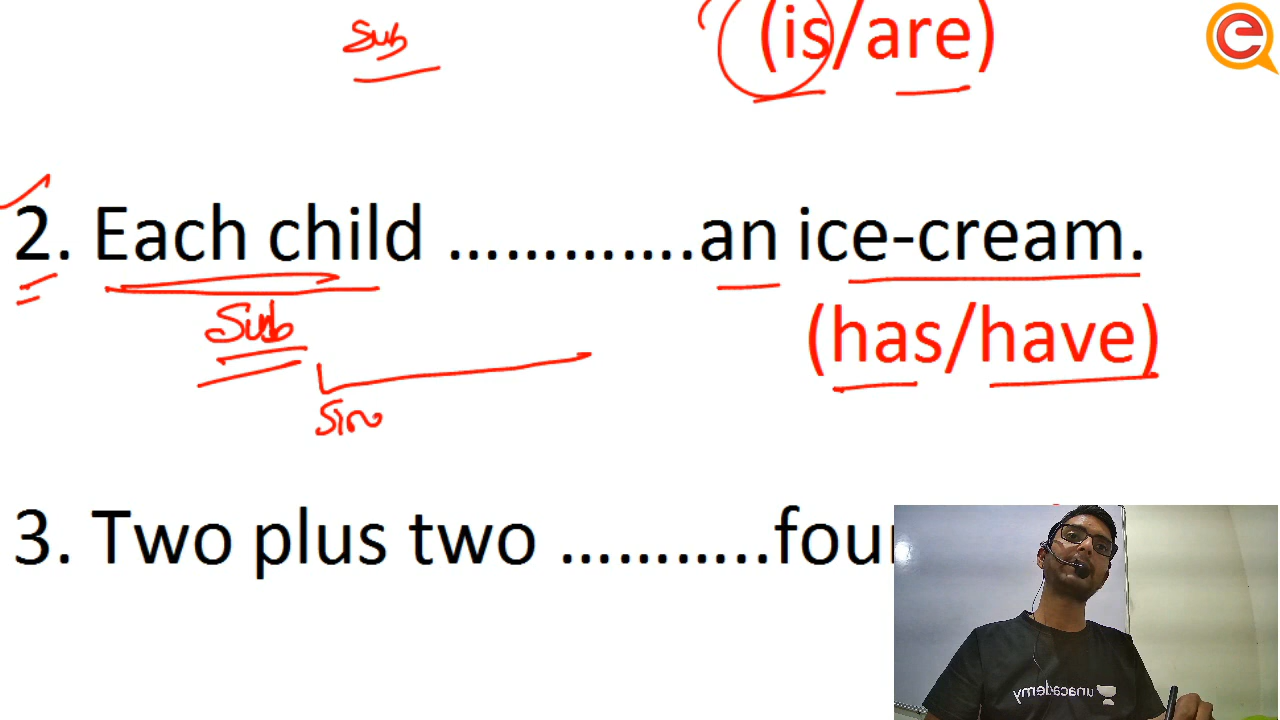 Sub
(is/are)
2. Each child .............an ice-cream.
Sub
(has/have)
Sin
3. Two plus two ...........four
unacademy